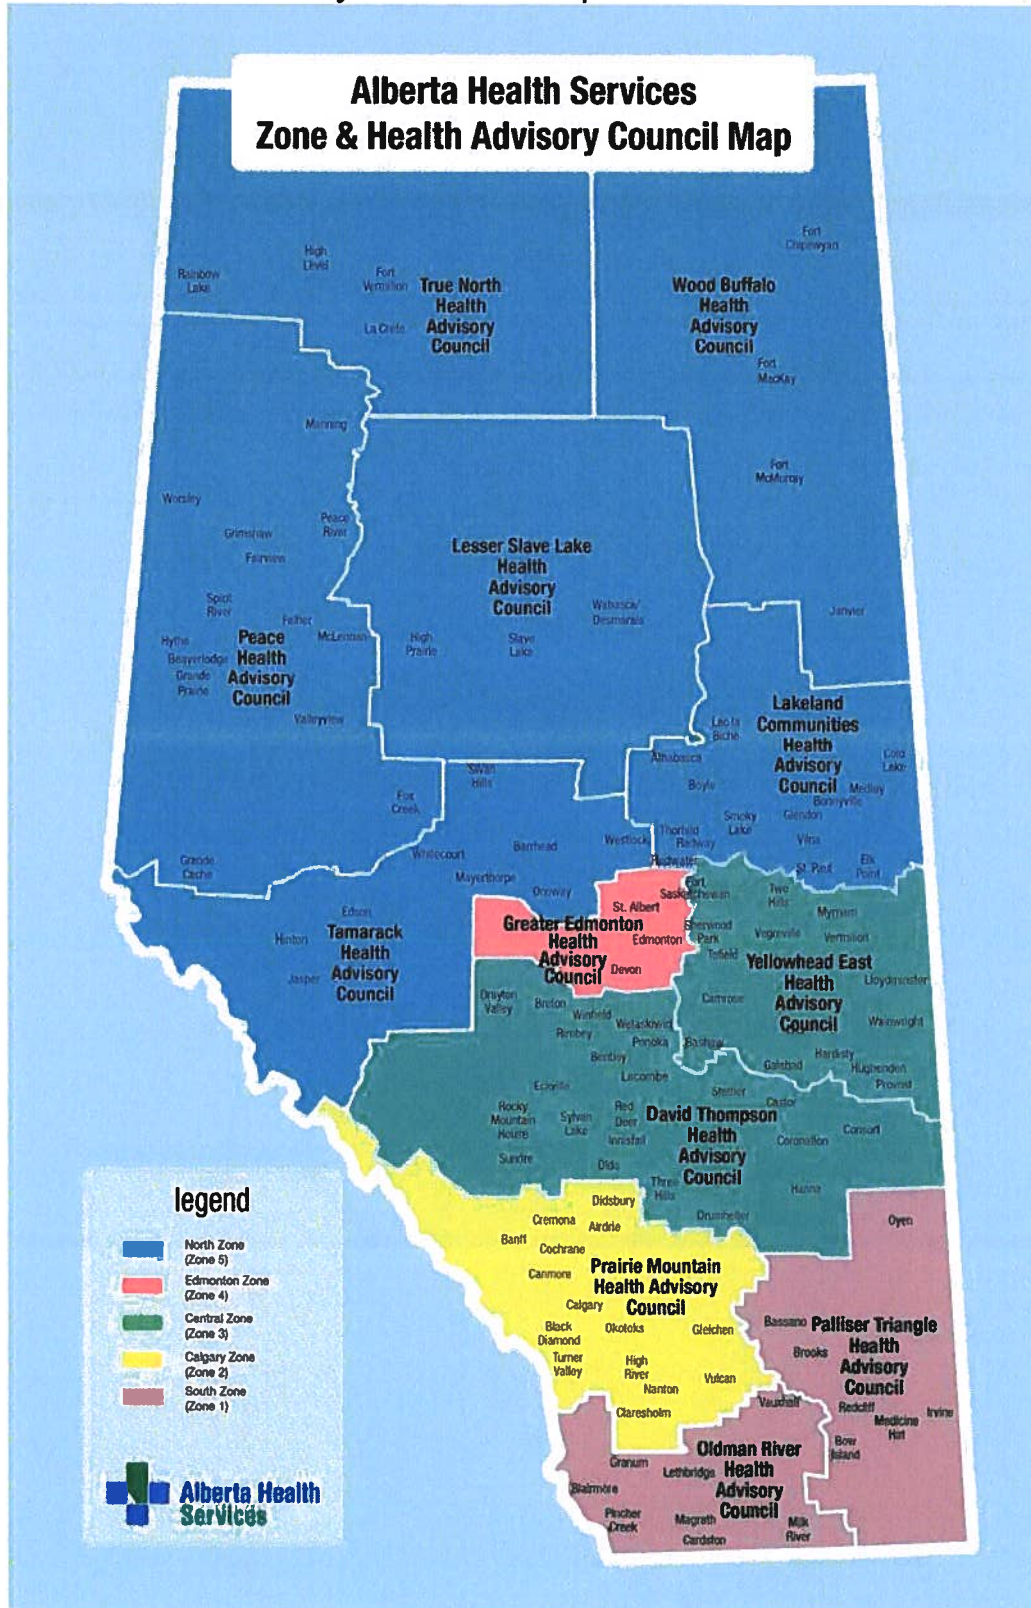 Alberta Health Services
Zone & Health Advisory Council Map
Fort
Chipewyan
High
Level
Rainbow
Lake
Fort
Vermilion
True North
Health
Advisory
Council
La Crete
Wood Buffalo
Health
Advisory
Council
Fort
MacKay
Manning
Fort
McMurray
Worsley
Peace
River
Grimshaw
Fairview
Lesser Slave Lake
Health
Advisory
Council
Spirit
River
Wabasca/
Desmarais
Janvier
Falher
McLennan
High
Prairie
Slave
Lake
Hythe
Beaverlodge
Grande
Prairie
Peace
Health
Advisory
Council
Valleyview
Lakeland
Communities
Health
Advisory
Council
Lac la
Biche
Athabasca
Cold
Lake
Swan
Hills
Boyle
Medley
Bonnyville
Fox
Creek
Smoky
Lake
Glendon
Thorhild
Radway
Vilna
Westlock
Barrhead
Whitecourt
Redwater
Grande
Cache
St. Paul
Elk
Point
Mayerthorpe
Onoway
Fort
Saskatchewan
Two
Hills
St. Albert
Myrnam
Edson
Hinton
Tamarack
Health
Advisory
Council
Jasper
Greater Edmonton
Health
Advisory
Council
Edmonton
Devon
Sherwood
Park
Vegreville
Vermilion
Tofield
Yellowhead East
Health
Advisory
Council
Lloydminster
Camrose
Wainwright
Drayton
Valley
Breton
Winfield
Wetaskiwin
Rimbey
Ponoka
Bashaw
Bentley
Hardisty
Galahad
Hughenden
Provost
Lacombe
Eckville
Stettler
Castor
Rocky
Mountain
House
Sylvan
Lake
Red
Deer
Innisfail
David Thompson
Health
Advisory
Council
Coronation
Consort
Sundre
Olds
Three
Hills
Hanna
Drumheller
Didsbury
Cremona
Airdrie
Banff
Cochrane
Canmore
Prairie Mountain
Health Advisory
Council
Calgary
Oyen
Black
Diamond
Okotoks
Gleichen
Turner
Valley
High
River
Nanton
Vulcan
Claresholm
Bassano
Palliser Triangle
Health
Advisory
Council
Brooks
Vauxhall
Redcliff
Medicine
Hat
Irvine
Bow
Island
Oldman River
Health
Advisory
Council
Granum
Lethbridge
Blairmore
Pincher
Creek
Magrath
Cardston
Milk
River
legend
North Zone
(Zone 5)
Edmonton Zone
(Zone 4)
Central Zone
(Zone 3)
Calgary Zone
(Zone 2)
South Zone
(Zone 1)
Alberta Health
Services